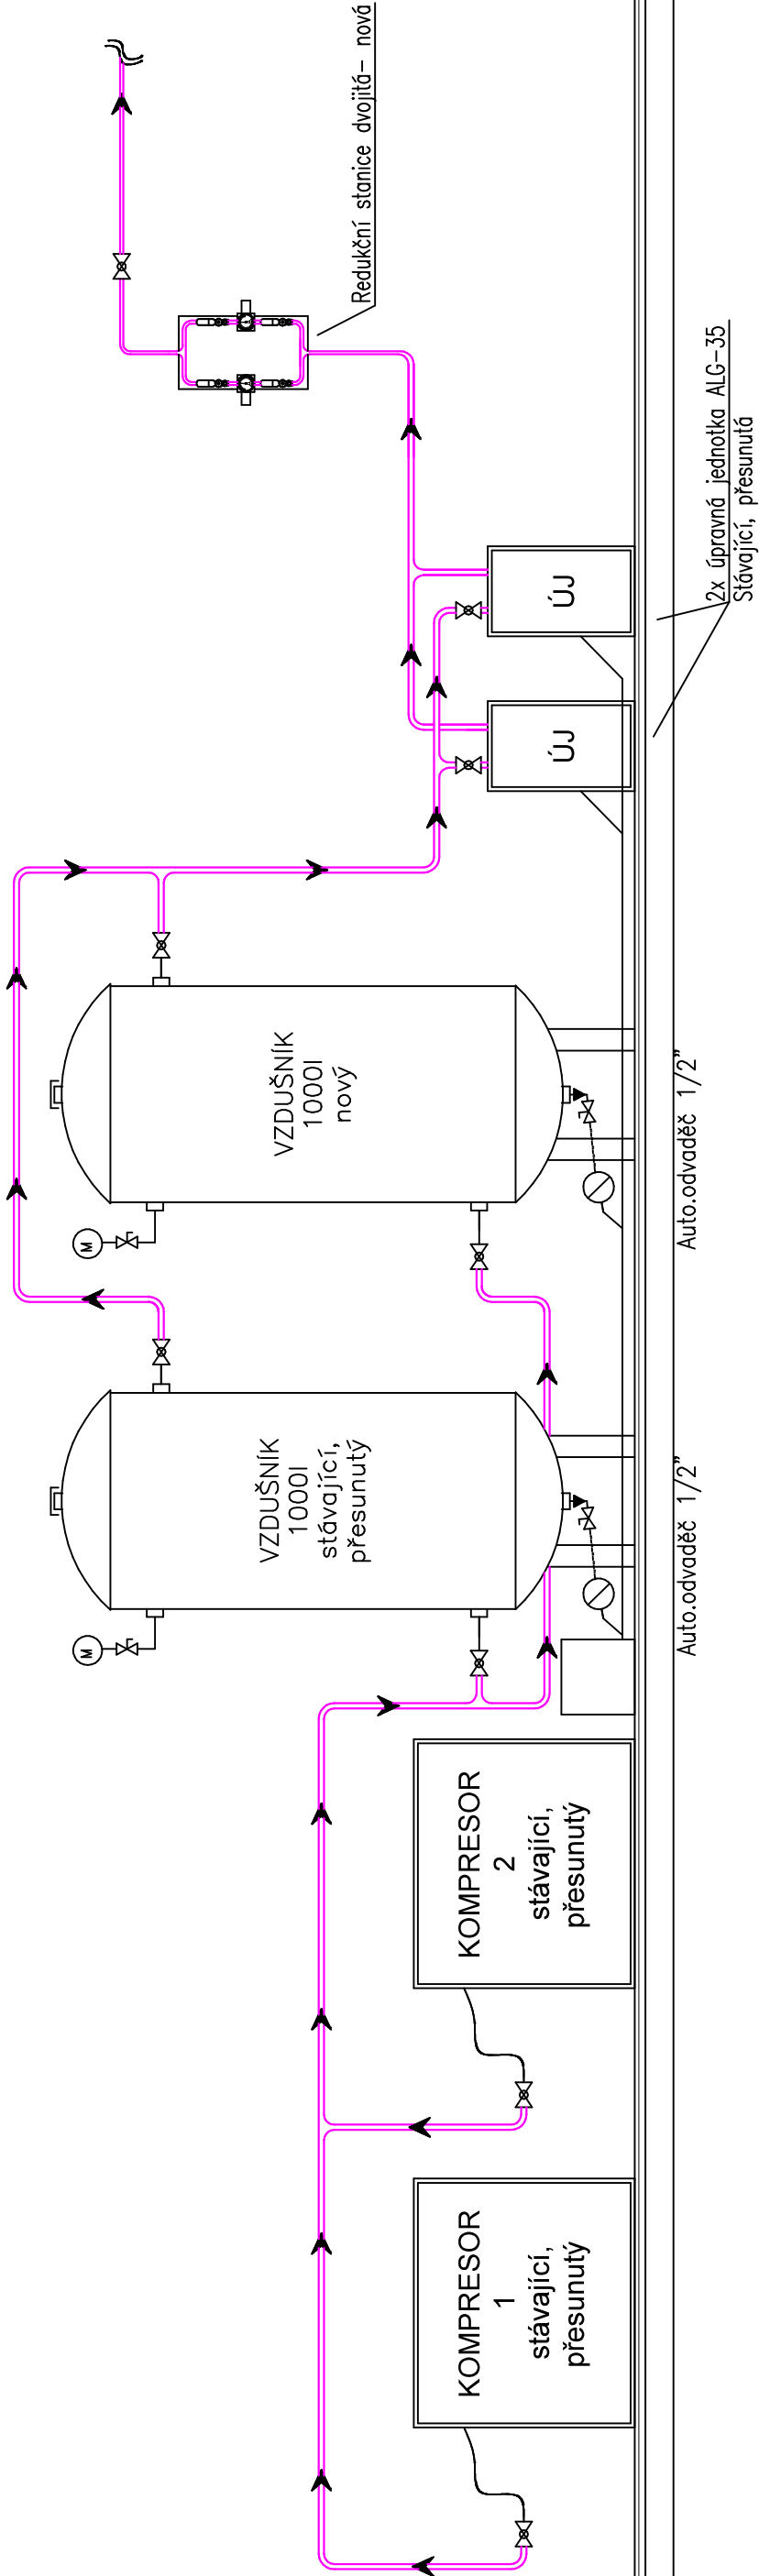 KOMPRESOR
1
stávající,
přesunutý
KOMPRESOR
2
stávající,
přesunutý
M
VZDUŠNÍK
1000l
stávající,
přesunutý
Auto.odvaděč 1/2"
M
VZDUŠNÍK
1000l
nový
Auto.odvaděč 1/2"
ÚJ
ÚJ
2x úpravná jednotka ALG-35
Stávající, přesunutá
Redukční stanice dvojitá- nová